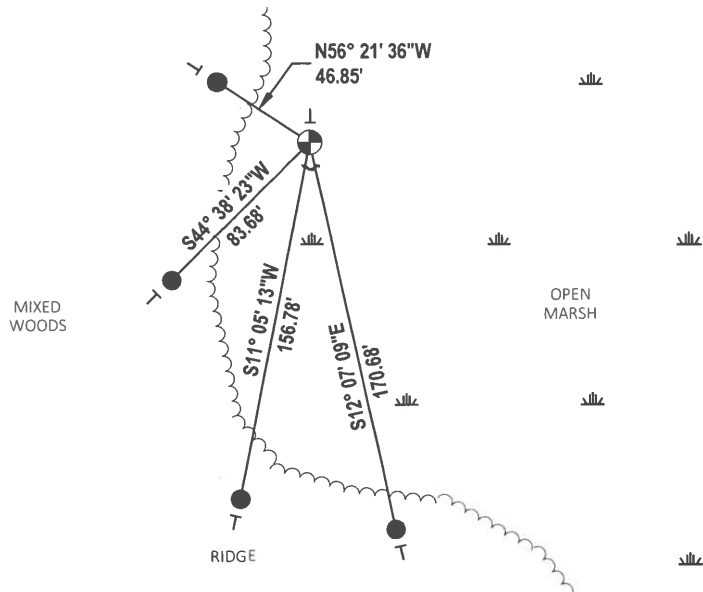 N56° 21' 36"W
46.85'
S44° 38' 23"W
83.68'
S11° 05' 13"W
156.78'
S12° 07' 09"E
170.68'
MIXED
WOODS
OPEN
MARSH
RIDGE